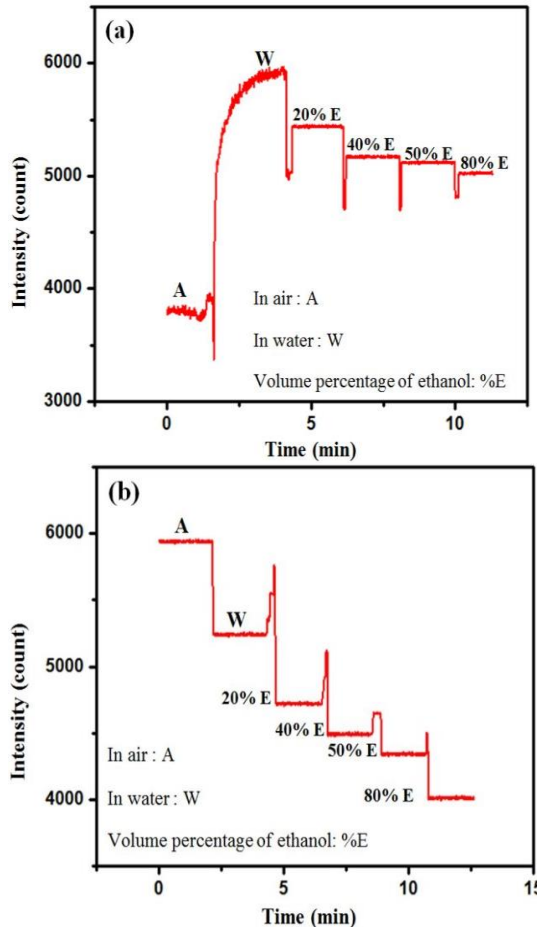 (a)
6000
5000
4000
3000
Intensity (count)
A
W
20% E
40% E
50% E
80% E
In air : A
In water : W
Volume percentage of ethanol: %E
0
5
10
Time (min)
(b)
6000
5000
4000
Intensity (count)
A
W
20% E
40% E
50% E
80% E
In air : A
In water : W
Volume percentage of ethanol: %E
0
5
10
15
Time (min)